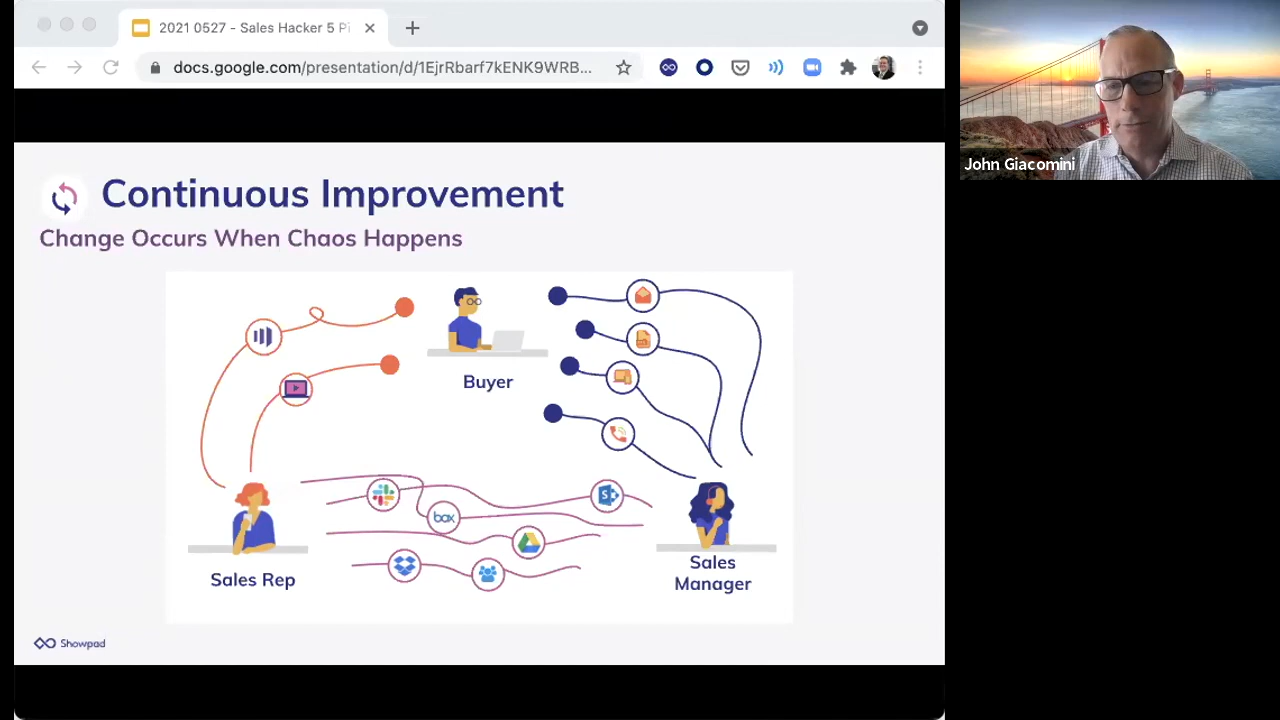 2021 0527 - Sales Hacker 5 Pi
docs.google.com/presentation/d/1EjrRbarf7kENK9WRB...
John Giacomini
Continuous Improvement
Change Occurs When Chaos Happens
Buyer
box
S
Sales Rep
Sales
Manager
Showpad